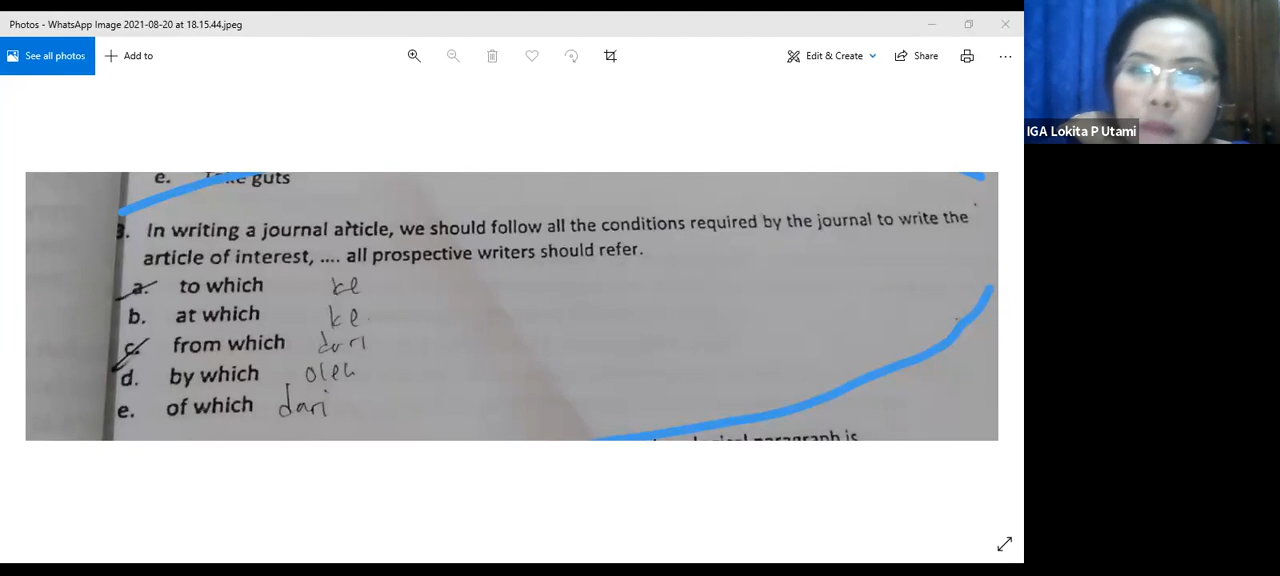 Photos - WhatsApp Image 2021-08-20 at 18.15.44.jpeg
See all photos
Add to
Edit & Create
Share
IGA Lokita P Utami
e. guts
3. In writing a journal article, we should follow all the conditions required by the journal to write the
article of interest, .... all prospective writers should refer.
a. to which ke
b. at which ke
c. from which dari
d. by which oleh
e. of which dari
paragraph is